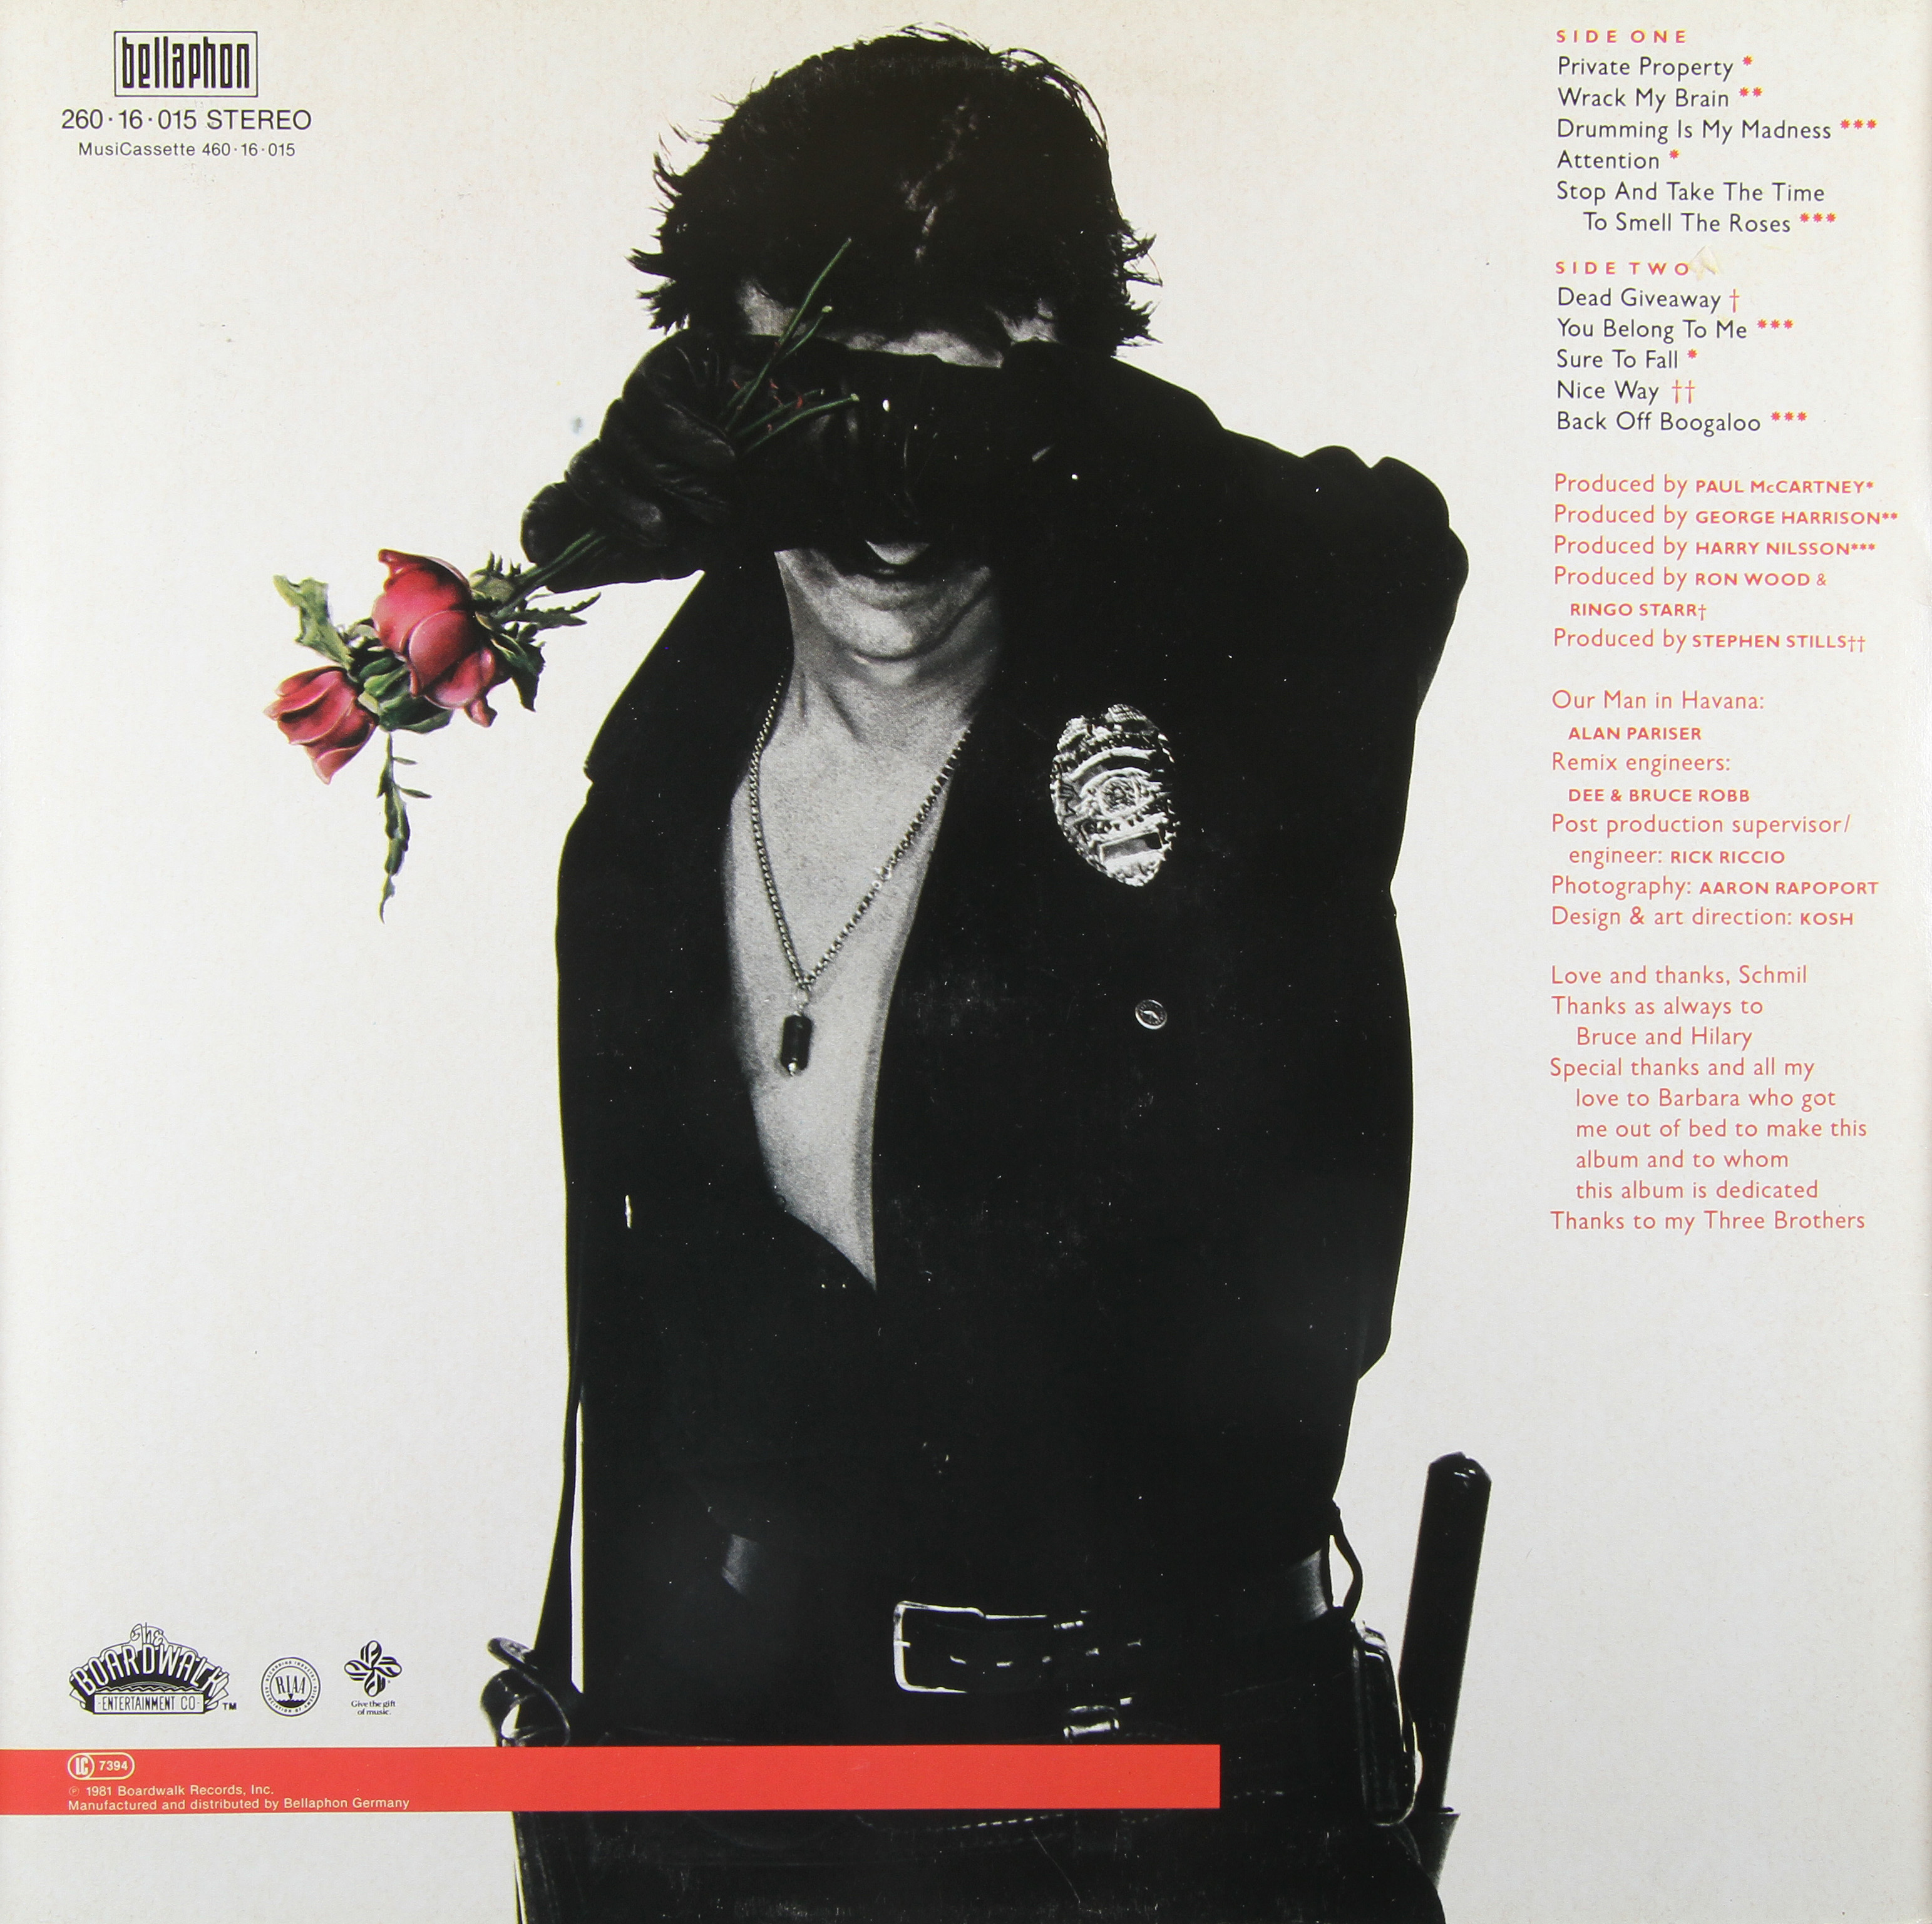 bellaphon
260·16·015 STEREO
MusiCassette 460·16·015
SIDE ONE
Private Property *
Wrack My Brain **
Drumming Is My Madness ***
Attention *
Stop And Take The Time
To Smell The Roses ***
SIDE TWO
Dead Giveaway †
You Belong To Me ***
Sure To Fall *
Nice Way ††
Back Off Boogaloo ***
Produced by PAUL McCARTNEY*
Produced by GEORGE HARRISON**
Produced by HARRY NILSSON***
Produced by RON WOOD &
RINGO STARR†
Produced by STEPHEN STILLS††
Our Man in Havana:
ALAN PARISER
Remix engineers:
DEE & BRUCE ROBB
Post production supervisor/
engineer: RICK RICCIO
Photography: AARON RAPOPORT
Design & art direction: KOSH
Love and thanks, Schmil
Thanks as always to
Bruce and Hilary
Special thanks and all my
love to Barbara who got
me out of bed to make this
album and to whom
this album is dedicated
Thanks to my Three Brothers
The
BOARDWALK
ENTERTAINMENT CO
TM
RIAA
Give the gift
of music.
LC 7394
℗ 1981 Boardwalk Records, Inc.
Manufactured and distributed by Bellaphon Germany